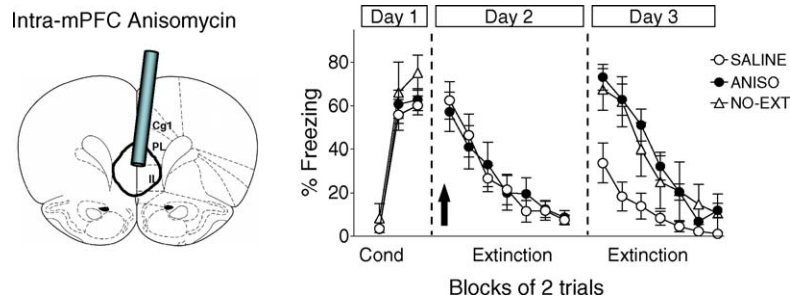 Intra-mPFC Anisomycin
Cg1
PL
IL
Day 1
Day 2
Day 3
SALINE
ANISO
NO-EXT
% Freezing
80
60
40
20
0
Cond
Extinction
Extinction
Blocks of 2 trials